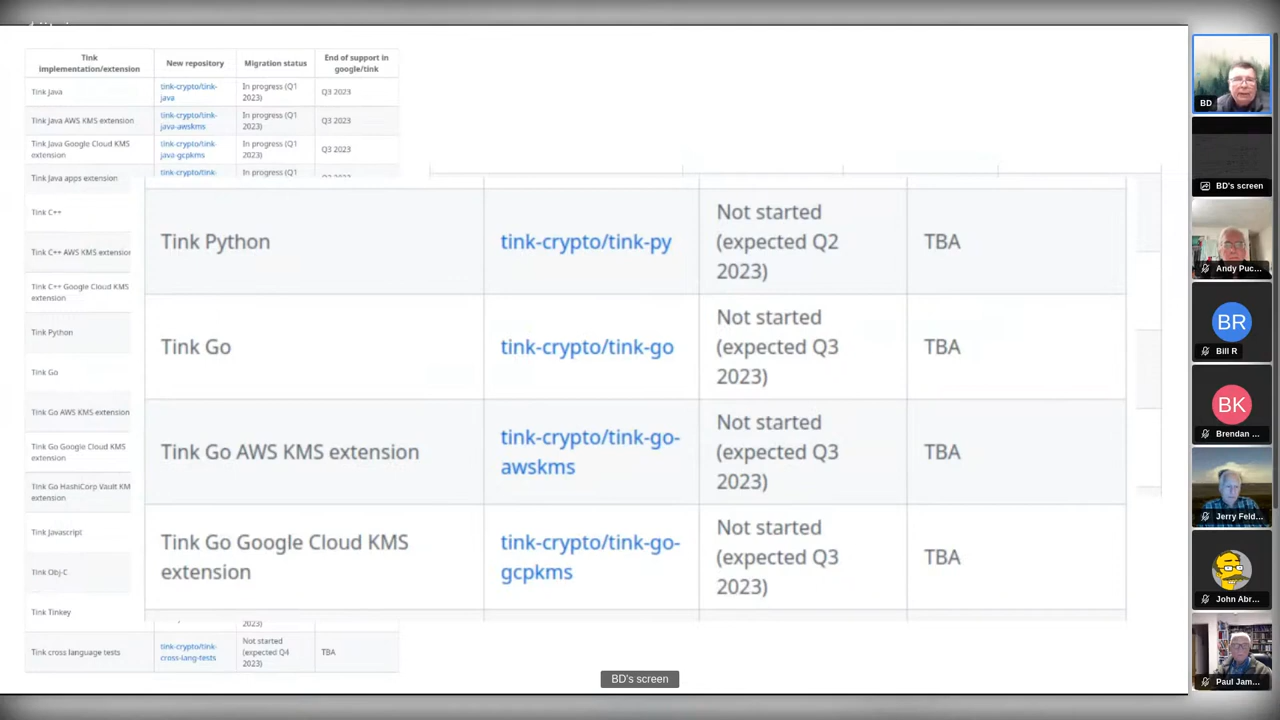 Tink
implementation/extension
New repository
Migration status
End of support in
google/tink
Tink Java
tink-crypto/tink-
java
In progress (Q1
2023)
Q3 2023
Tink Java AWS KMS extension
tink-crypto/tink-
java-awskms
In progress (Q1
2023)
Q3 2023
Tink Java Google Cloud KMS
extension
tink-crypto/tink-
java-gcpkms
In progress (Q1
2023)
Q3 2023
Tink Java apps extension
tink-crypto/tink-
In progress (Q1
Tink C++
Tink C++ AWS KMS extension
Tink C++ Google Cloud KMS
extension
Tink Python
Tink Go
Tink Go AWS KMS extension
Tink Go Google Cloud KMS
extension
Tink Go HashiCorp Vault KM
extension
Tink Javascript
Tink Obj-C
Tink Tinkey
2023)
Tink cross language tests
tink-crypto/tink-
cross-lang-tests
Not started
(expected Q4
2023)
TBA
Tink Python
tink-crypto/tink-py
Not started
(expected Q2
2023)
TBA
Tink Go
tink-crypto/tink-go
Not started
(expected Q3
2023)
TBA
Tink Go AWS KMS extension
tink-crypto/tink-go-
awskms
Not started
(expected Q3
2023)
TBA
Tink Go Google Cloud KMS
extension
tink-crypto/tink-go-
gcpkms
Not started
(expected Q3
2023)
TBA
BD's screen
BD
BD's screen
Andy Puc...
BR
Bill R
BK
Brendan ...
Jerry Feld...
John Abr...
Paul Jam...